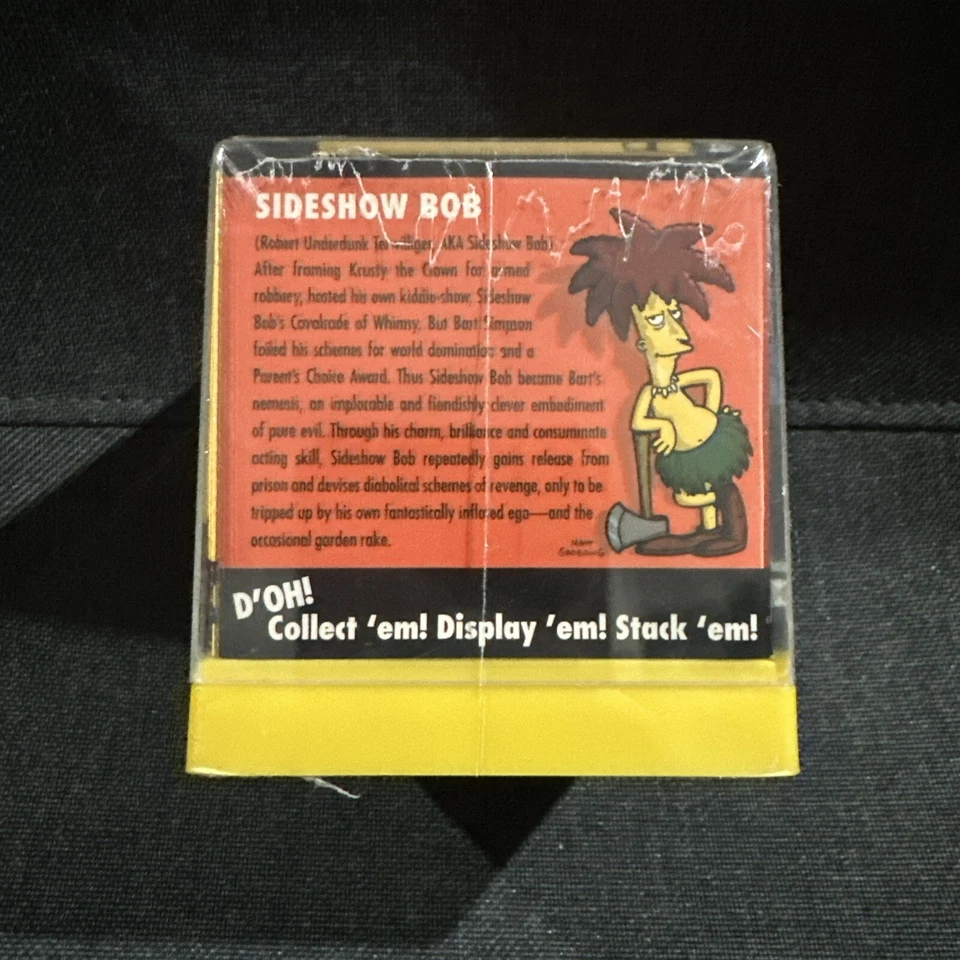 SIDESHOW BOB
(Robert Underdunk Terwilliger, AKA Sideshow Bob)
After framing Krusty the Clown for armed
robbery, hosted his own kiddie-show, Sideshow
Bob's Cavalcade of Whimsy. But Bart Simpson
foiled his schemes for world domination and a
Parent's Choice Award. Thus Sideshow Bob became Bart's
nemesis, an implacable and fiendishly clever embodiment
of pure evil. Through his charm, brilliance and consummate
acting skill, Sideshow Bob repeatedly gains release from
prison and devises diabolical schemes of revenge, only to be
tripped up by his own fantastically inflated ego—and the
occasional garden rake.
MATT
GROENING
D'OH!
Collect 'em! Display 'em! Stack 'em!